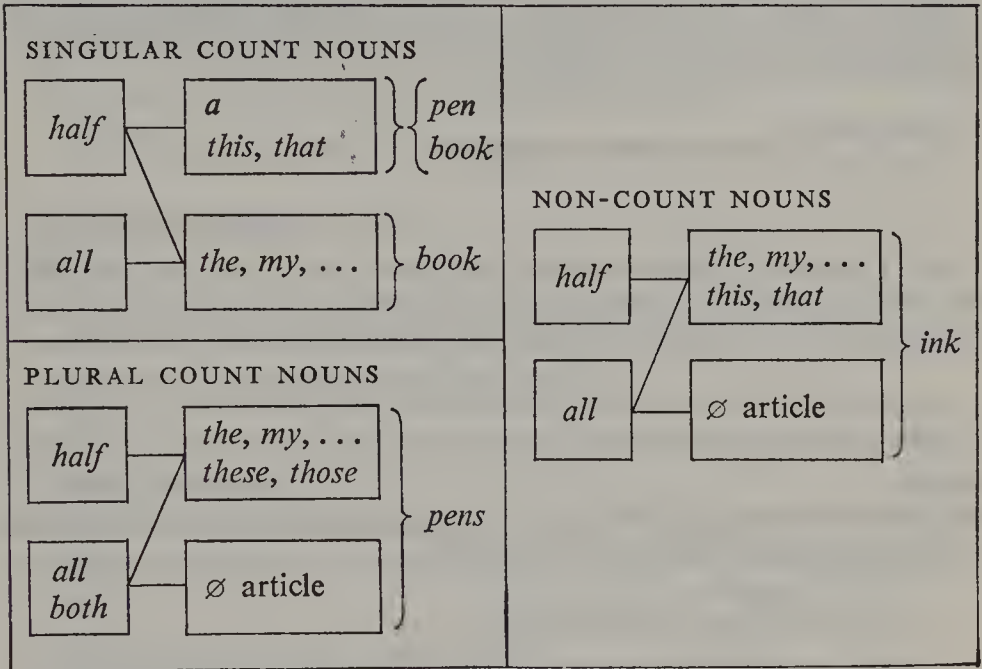 SINGULAR COUNT NOUNS
half
a
this, that
pen
book
all
the, my, ...
book
PLURAL COUNT NOUNS
half
the, my, ...
these, those
all
both
∅ article
pens
NON-COUNT NOUNS
half
the, my, ...
this, that
all
∅ article
ink